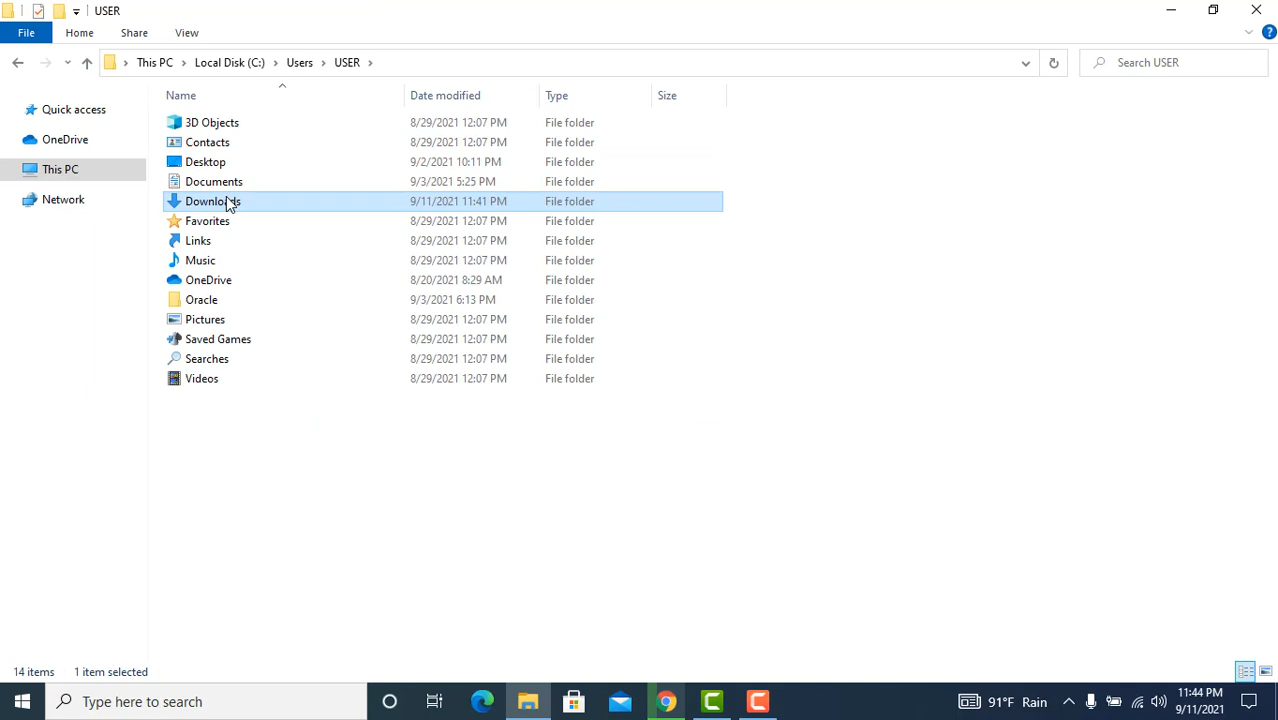 USER
File Home Share View
This PC Local Disk (C:) Users USER Search USER
Name Date modified Type Size
Quick access
OneDrive
This PC
Network
3D Objects 8/29/2021 12:07 PM File folder
Contacts 8/29/2021 12:07 PM File folder
Desktop 9/2/2021 10:11 PM File folder
Documents 9/3/2021 5:25 PM File folder
Downloads 9/11/2021 11:41 PM File folder
Favorites 8/29/2021 12:07 PM File folder
Links 8/29/2021 12:07 PM File folder
Music 8/29/2021 12:07 PM File folder
OneDrive 8/20/2021 8:29 AM File folder
Oracle 9/3/2021 6:13 PM File folder
Pictures 8/29/2021 12:07 PM File folder
Saved Games 8/29/2021 12:07 PM File folder
Searches 8/29/2021 12:07 PM File folder
Videos 8/29/2021 12:07 PM File folder
14 items 1 item selected
Type here to search 91°F Rain 11:44 PM
9/11/2021